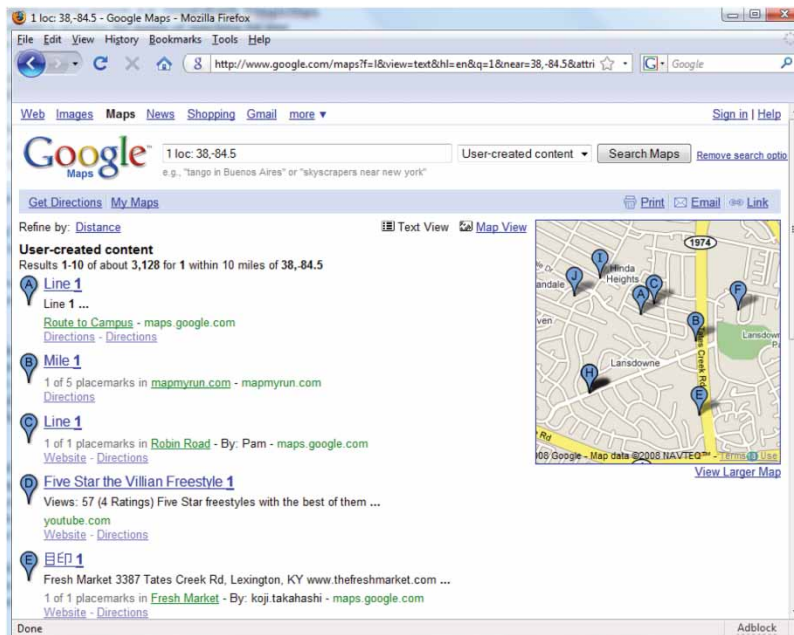 1 loc: 38,-84.5 - Google Maps - Mozilla Firefox
File Edit View History Bookmarks Tools Help
http://www.google.com/maps?f=l&view=text&hl=en&q=1&near=38,-84.5&attri
Google
Web Images Maps News Shopping Gmail more ▼
Sign in | Help
Google Maps
1 loc: 38,-84.5
User-created content
Search Maps
Remove search optio
e.g., "tango in Buenos Aires" or "skyscrapers near new york"
Get Directions My Maps
Print Email Link
Refine by: Distance
Text View Map View
User-created content
Results 1-10 of about 3,128 for 1 within 10 miles of 38,-84.5
A Line 1
Line 1 ...
Route to Campus - maps.google.com
Directions - Directions
B Mile 1
1 of 5 placemarks in mapmyrun.com - mapmyrun.com
Directions
C Line 1
1 of 1 placemarks in Robin Road - By: Pam - maps.google.com
Website - Directions
D Five Star the Villian Freestyle 1
Views: 57 (4 Ratings) Five Star freestyles with the best of them ...
youtube.com
Website - Directions
E 目印 1
Fresh Market 3387 Tates Creek Rd, Lexington, KY www.thefreshmarket.com ...
1 of 1 placemarks in Fresh Market - By: koji.takahashi - maps.google.com
Website - Directions
1974
I
Hinda
Heights
J
andale
C
A
F
ven
B
Lansdown
Lansdowne
H
Tates Creek Rd
E
Rd
08 Google - Map data ©2008 NAVTEQ™ - Terms of Use
View Larger Map
Done
Adblock